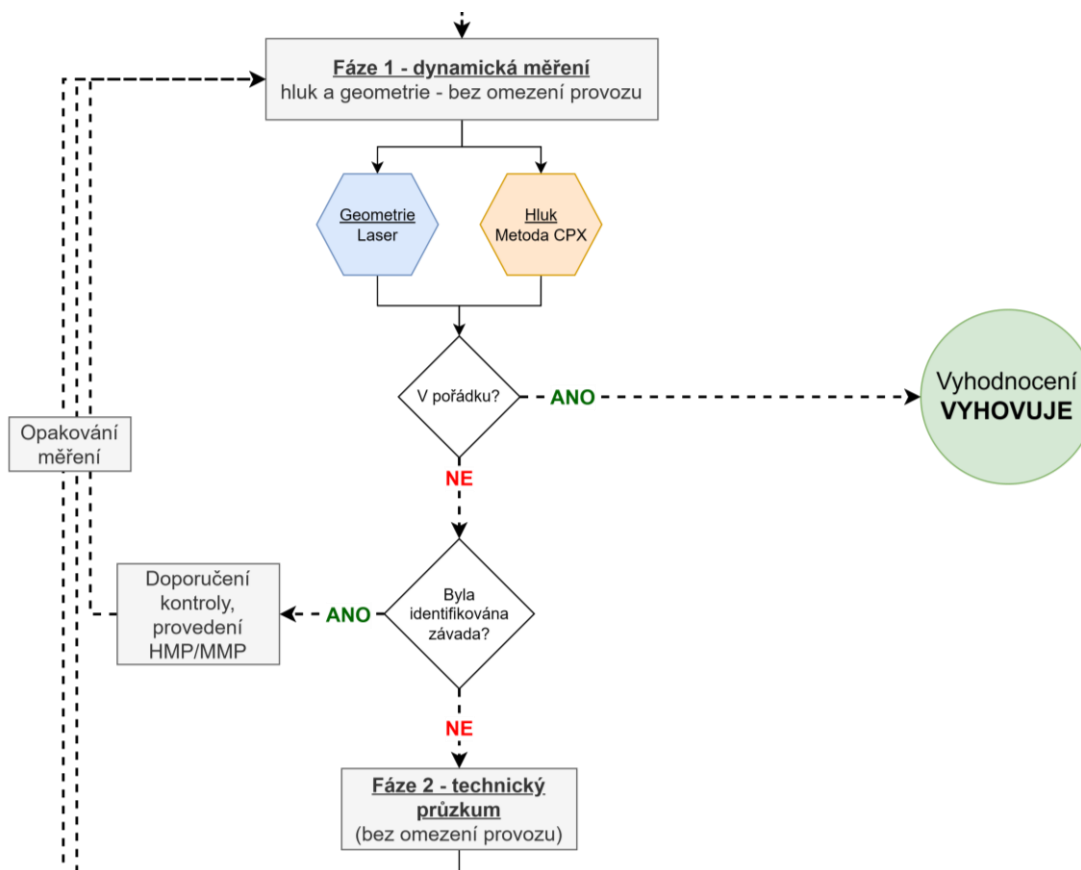 Fáze 1 - dynamická měření
hluk a geometrie - bez omezení provozu
Geometrie
Laser
Hluk
Metoda CPX
V pořádku?
ANO
Vyhodnocení
VYHOVUJE
Opakování
měření
NE
Doporučení
kontroly,
provedení
HMP/MMP
ANO
Byla
identifikována
závada?
NE
Fáze 2 - technický
průzkum
(bez omezení provozu)